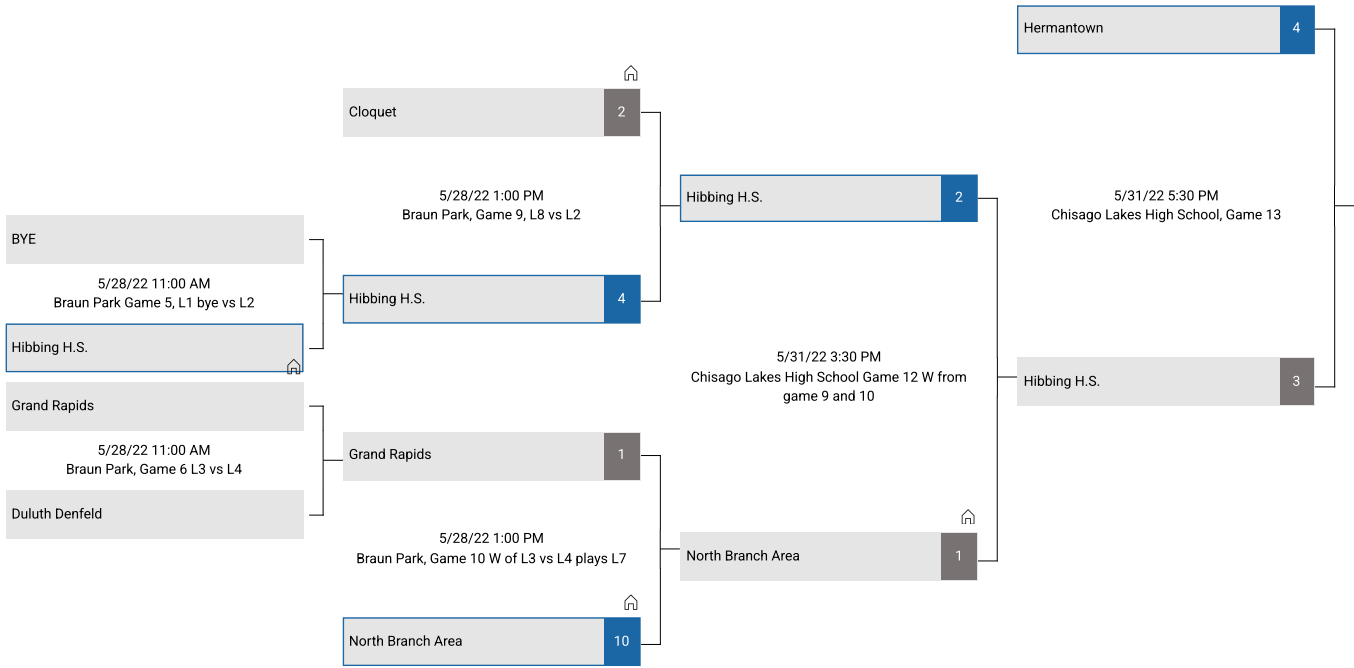 Hermantown
4
Cloquet
2
5/28/22 1:00 PM
Braun Park, Game 9, L8 vs L2
Hibbing H.S.
2
5/31/22 5:30 PM
Chisago Lakes High School, Game 13
BYE
5/28/22 11:00 AM
Braun Park Game 5, L1 bye vs L2
Hibbing H.S.
4
Hibbing H.S.
5/31/22 3:30 PM
Chisago Lakes High School Game 12 W from
game 9 and 10
Hibbing H.S.
3
Grand Rapids
5/28/22 11:00 AM
Braun Park, Game 6 L3 vs L4
Grand Rapids
1
Duluth Denfeld
5/28/22 1:00 PM
Braun Park, Game 10 W of L3 vs L4 plays L7
North Branch Area
1
North Branch Area
10